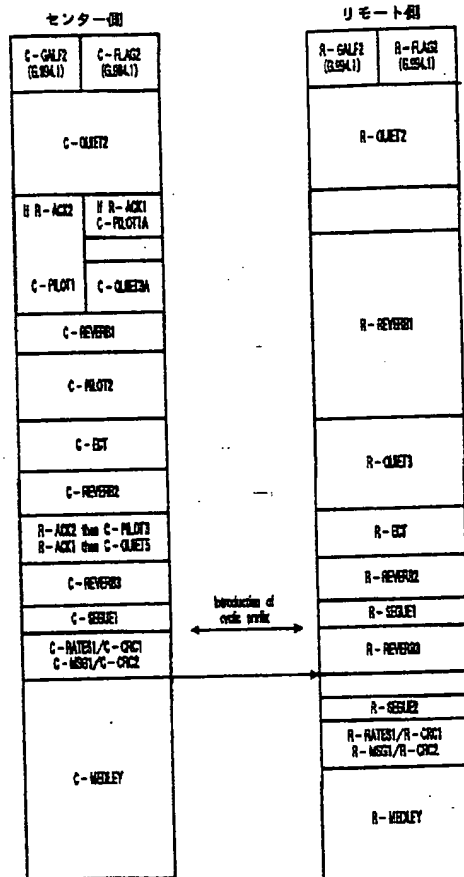 センター側
C-GALF2
(G.994.1)
C-FLAG2
(G.994.1)
C-QUIET2
If R-ACK2
If R-ACK1
C-PILOT1A
C-PILOT1
C-QUIET3A
C-REVERB1
C-PILOT2
C-ECT
C-REVERB2
R-ACK2 then C-PILOT3
R-ACK1 then C-QUIET5
C-REVERB3
C-SEGUE1
C-RATES1/C-CRC1
C-MSG1/C-CRC2
C-MEDLEY
Introduction of
cyclic prefix
リモート側
R-GALF2
(G.994.1)
R-FLAG2
(G.994.1)
R-QUIET2
R-REVERB1
R-QUIET3
R-ECT
R-REVERB2
R-SEGUE1
R-REVERB3
R-SEGUE2
R-RATES1/R-CRC1
R-MSG1/R-CRC2
R-MEDLEY